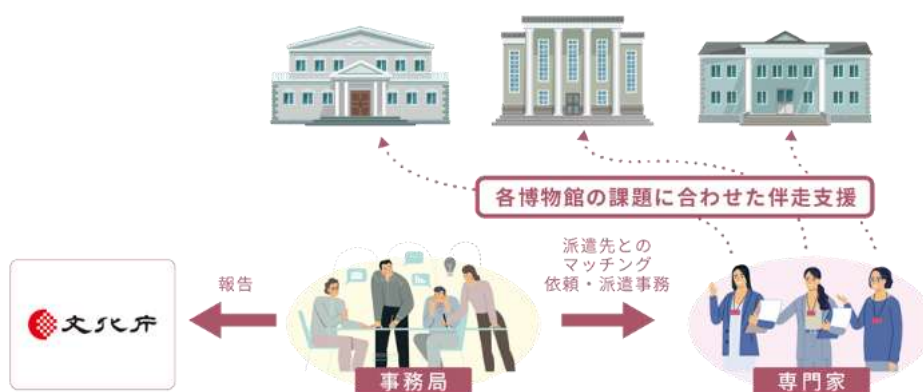 各博物館の課題に合わせた伴走支援
派遣先との
マッチング
依頼・派遣事務
報告
文化庁
事務局
専門家